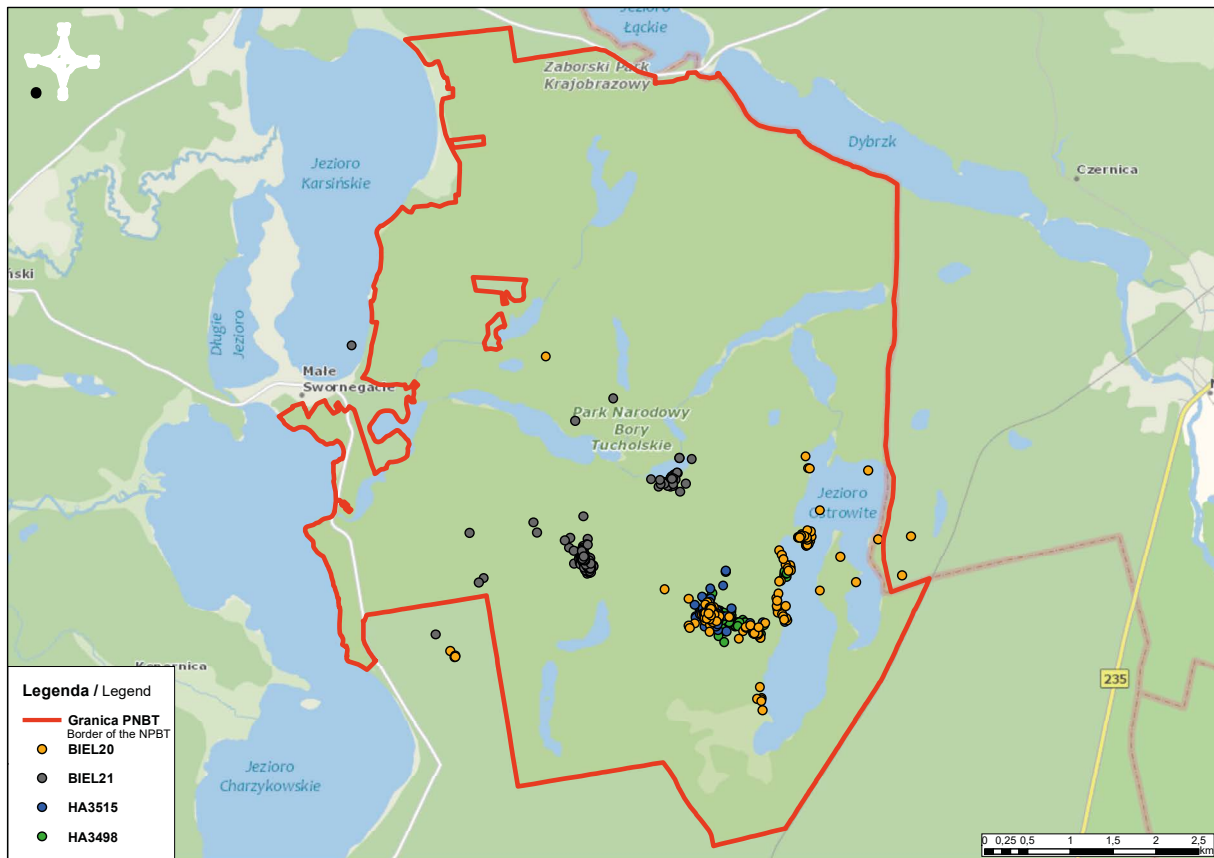 Jezioro
Łąckie
Zaborski Park
Krajobrazowy
Dybrzk
Czernica
Jezioro
Karsińskie
ński
Długie
Jezioro
Małe
Swornegacie
Park Narodowy
Bory
Tucholskie
Jezioro
Ostrowite
235
Jezioro
Charzykowskie
Legenda / Legend
Granica PNBT
Border of the NPBT
BIEL20
BIEL21
HA3515
HA3498
0 0,25 0,5 1 1,5 2 2,5
km